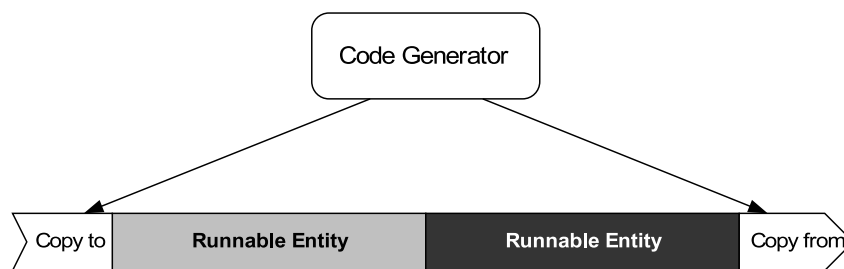 Code Generator
Copy to Runnable Entity Runnable Entity Copy from